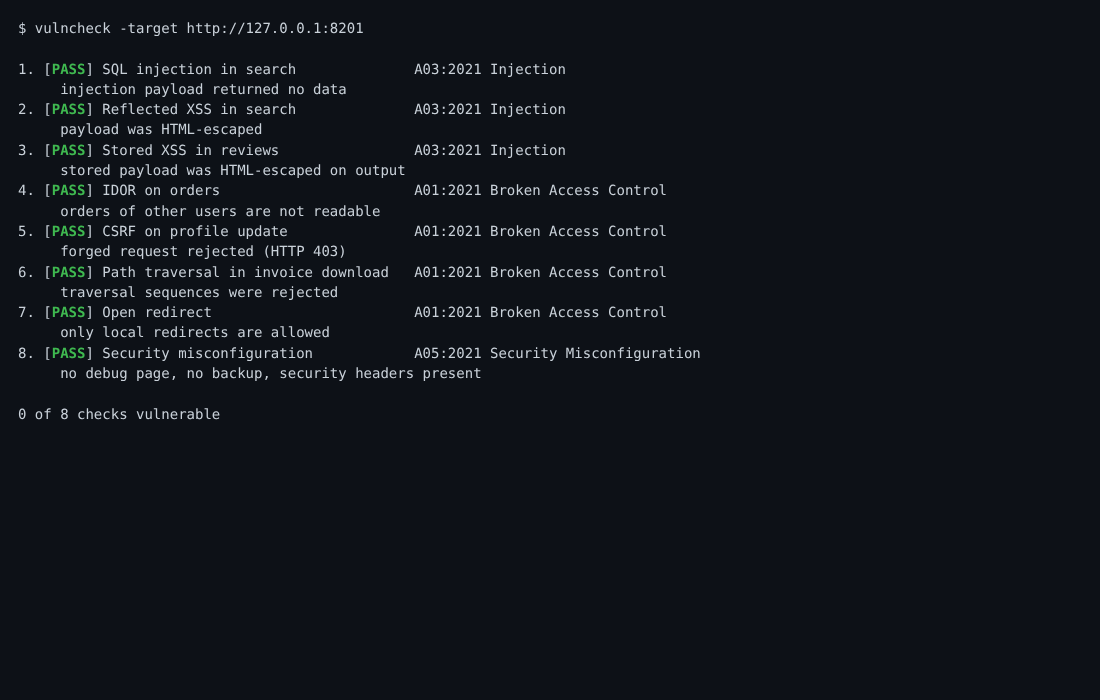 $ vulncheck -target http://127.0.0.1:8201
1. [PASS] SQL injection in search A03:2021 Injection
injection payload returned no data
2. [PASS] Reflected XSS in search A03:2021 Injection
payload was HTML-escaped
3. [PASS] Stored XSS in reviews A03:2021 Injection
stored payload was HTML-escaped on output
4. [PASS] IDOR on orders A01:2021 Broken Access Control
orders of other users are not readable
5. [PASS] CSRF on profile update A01:2021 Broken Access Control
forged request rejected (HTTP 403)
6. [PASS] Path traversal in invoice download A01:2021 Broken Access Control
traversal sequences were rejected
7. [PASS] Open redirect A01:2021 Broken Access Control
only local redirects are allowed
8. [PASS] Security misconfiguration A05:2021 Security Misconfiguration
no debug page, no backup, security headers present
0 of 8 checks vulnerable